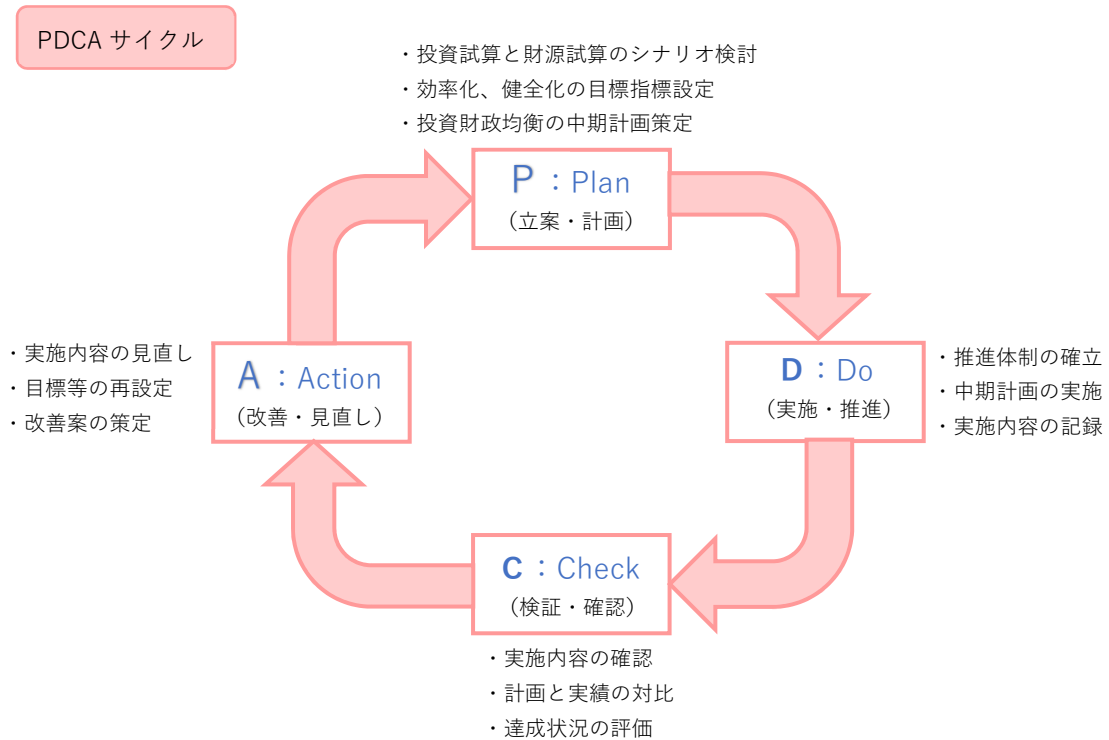 PDCA サイクル
・投資試算と財源試算のシナリオ検討
・効率化、健全化の目標指標設定
・投資財政均衡の中期計画策定
P：Plan
（立案・計画）
・実施内容の見直し
・目標等の再設定
・改善案の策定
A：Action
（改善・見直し）
D：Do
（実施・推進）
・推進体制の確立
・中期計画の実施
・実施内容の記録
C：Check
（検証・確認）
・実施内容の確認
・計画と実績の対比
・達成状況の評価